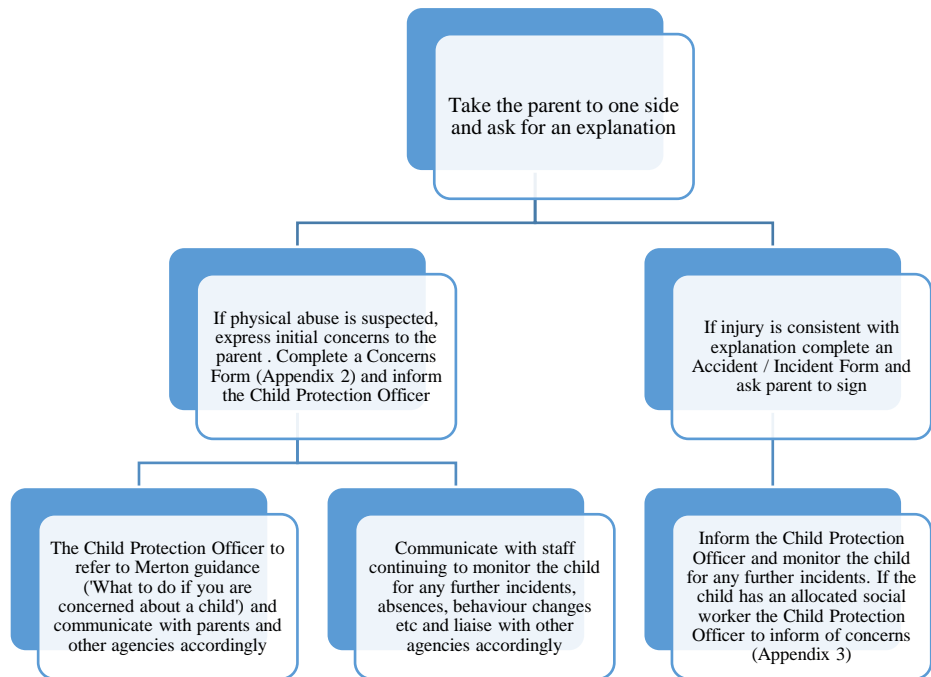 Take the parent to one side
and ask for an explanation
If physical abuse is suspected,
express initial concerns to the
parent . Complete a Concerns
Form (Appendix 2) and inform
the Child Protection Officer
If injury is consistent with
explanation complete an
Accident / Incident Form and
ask parent to sign
The Child Protection Officer to
refer to Merton guidance
('What to do if you are
concerned about a child') and
communicate with parents and
other agencies accordingly
Communicate with staff
continuing to monitor the child
for any further incidents,
absences, behaviour changes
etc and liaise with other
agencies accordingly
Inform the Child Protection
Officer and monitor the child
for any further incidents. If the
child has an allocated social
worker the Child Protection
Officer to inform of concerns
(Appendix 3)